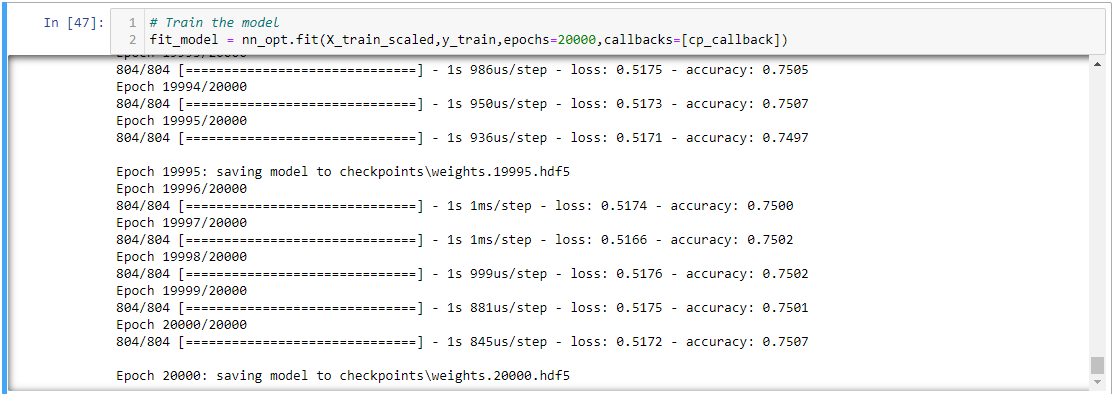 In [47]:
1 # Train the model
2 fit_model = nn_opt.fit(X_train_scaled,y_train,epochs=20000,callbacks=[cp_callback])
804/804 [==============================] - 1s 986us/step - loss: 0.5175 - accuracy: 0.7505
Epoch 19994/20000
804/804 [==============================] - 1s 950us/step - loss: 0.5173 - accuracy: 0.7507
Epoch 19995/20000
804/804 [==============================] - 1s 936us/step - loss: 0.5171 - accuracy: 0.7497
Epoch 19995: saving model to checkpoints\weights.19995.hdf5
Epoch 19996/20000
804/804 [==============================] - 1s 1ms/step - loss: 0.5174 - accuracy: 0.7500
Epoch 19997/20000
804/804 [==============================] - 1s 1ms/step - loss: 0.5166 - accuracy: 0.7502
Epoch 19998/20000
804/804 [==============================] - 1s 999us/step - loss: 0.5176 - accuracy: 0.7502
Epoch 19999/20000
804/804 [==============================] - 1s 881us/step - loss: 0.5175 - accuracy: 0.7501
Epoch 20000/20000
804/804 [==============================] - 1s 845us/step - loss: 0.5172 - accuracy: 0.7507
Epoch 20000: saving model to checkpoints\weights.20000.hdf5